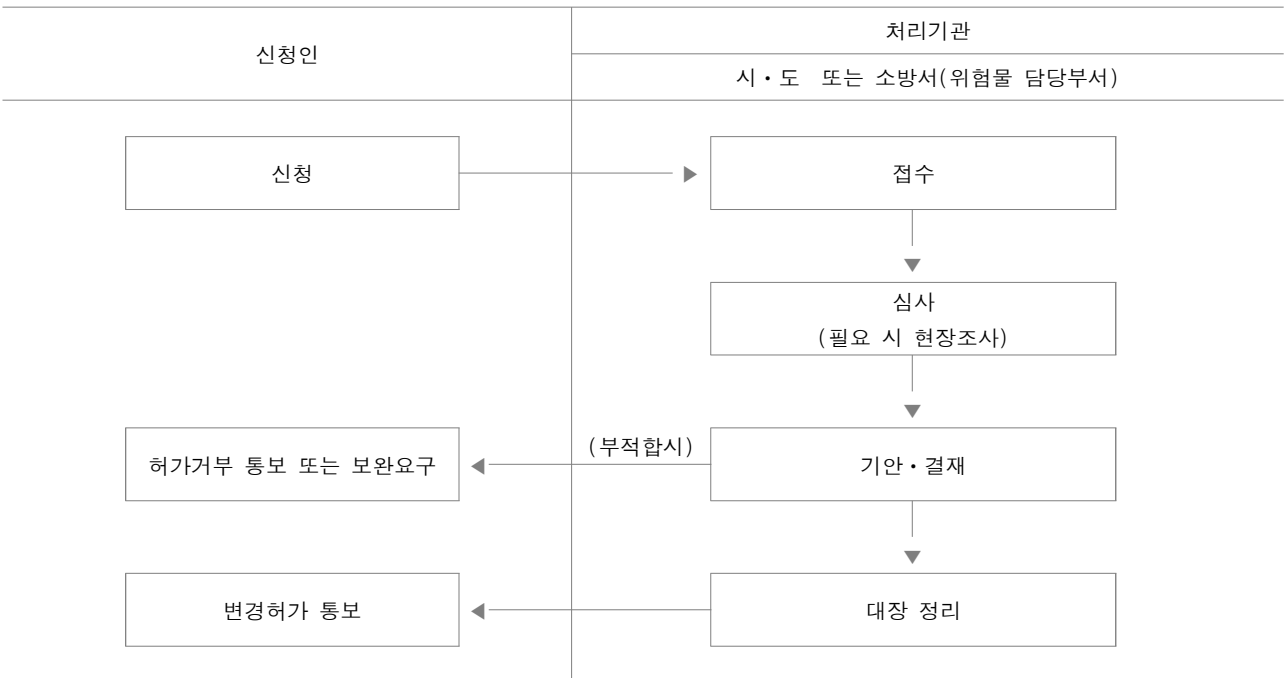 신청인
처리기관
시·도 또는 소방서(위험물 담당부서)
신청
접수
심사
(필요 시 현장조사)
(부적합시)
허가거부 통보 또는 보완요구
기안·결재
변경허가 통보
대장 정리